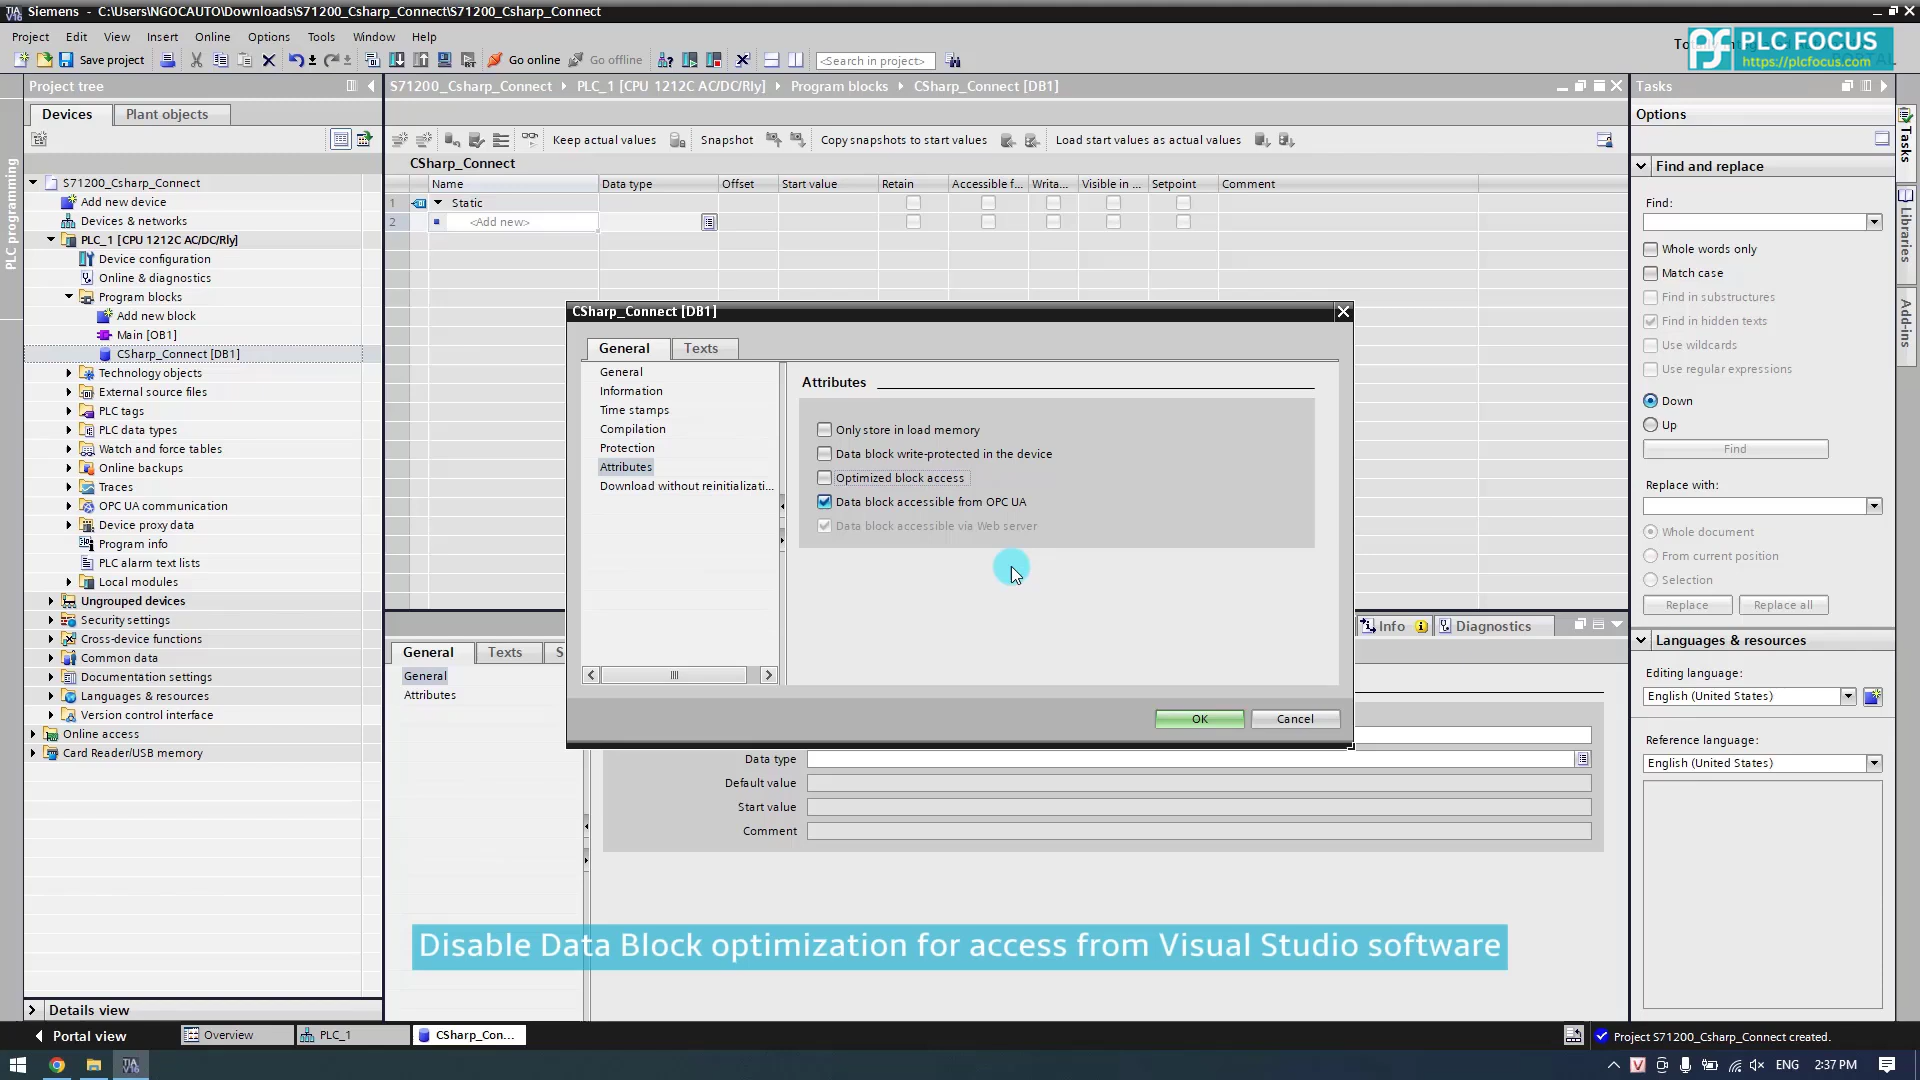 Siemens - C:\Users\NGOCAUTO\Downloads\S71200_Csharp_Connect\S71200_Csharp_Connect
Project Edit View Insert Online Options Tools Window Help
PLC FOCUS
https://plcfocus.com
Save project Go online Go offline <Search in project>
Project tree
S71200_Csharp_Connect PLC_1 [CPU 1212C AC/DC/Rly] Program blocks CSharp_Connect [DB1]
Tasks
Devices Plant objects
Options
Keep actual values Snapshot Copy snapshots to start values Load start values as actual values
CSharp_Connect
Name Data type Offset Start value Retain Accessible f... Writa... Visible in ... Setpoint Comment
1 Static
2 <Add new>
PLC programming
S71200_Csharp_Connect
Add new device
Devices & networks
PLC_1 [CPU 1212C AC/DC/Rly]
Device configuration
Online & diagnostics
Program blocks
Add new block
Main [OB1]
CSharp_Connect [DB1]
Technology objects
External source files
PLC tags
PLC data types
Watch and force tables
Online backups
Traces
OPC UA communication
Device proxy data
Program info
PLC alarm text lists
Local modules
Ungrouped devices
Security settings
Cross-device functions
Common data
Documentation settings
Languages & resources
Version control interface
Online access
Card Reader/USB memory
Details view
CSharp_Connect [DB1]
General Texts
General
Information
Time stamps
Compilation
Protection
Attributes
Download without reinitializati...
Attributes
Only store in load memory
Data block write-protected in the device
Optimized block access
Data block accessible from OPC UA
Data block accessible via Web server
OK Cancel
Info Diagnostics
General Texts S
General
Attributes
Data type
Default value
Start value
Comment
Disable Data Block optimization for access from Visual Studio software
Find and replace
Find:
Whole words only
Match case
Find in substructures
Find in hidden texts
Use wildcards
Use regular expressions
Down
Up
Find
Replace with:
Whole document
From current position
Selection
Replace Replace all
Languages & resources
Editing language:
English (United States)
Reference language:
English (United States)
Tasks
Libraries
Add-ins
Portal view Overview PLC_1 CSharp_Con...
Project S71200_Csharp_Connect created.
ENG 2:37 PM